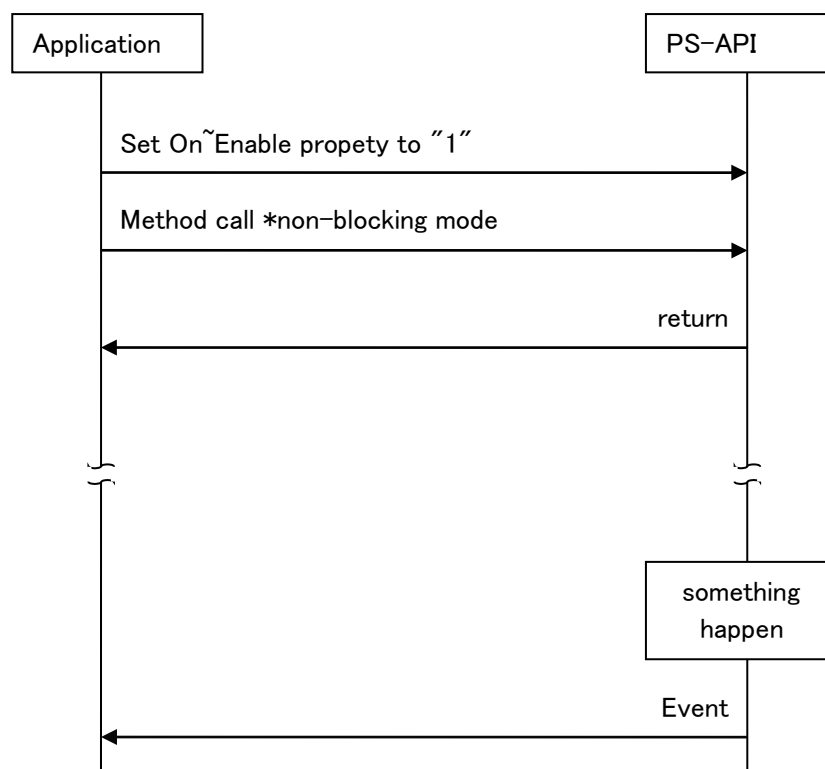 Application
PS-API
Set On~Enable propety to "1"
Method call *non-blocking mode
return
something
happen
Event